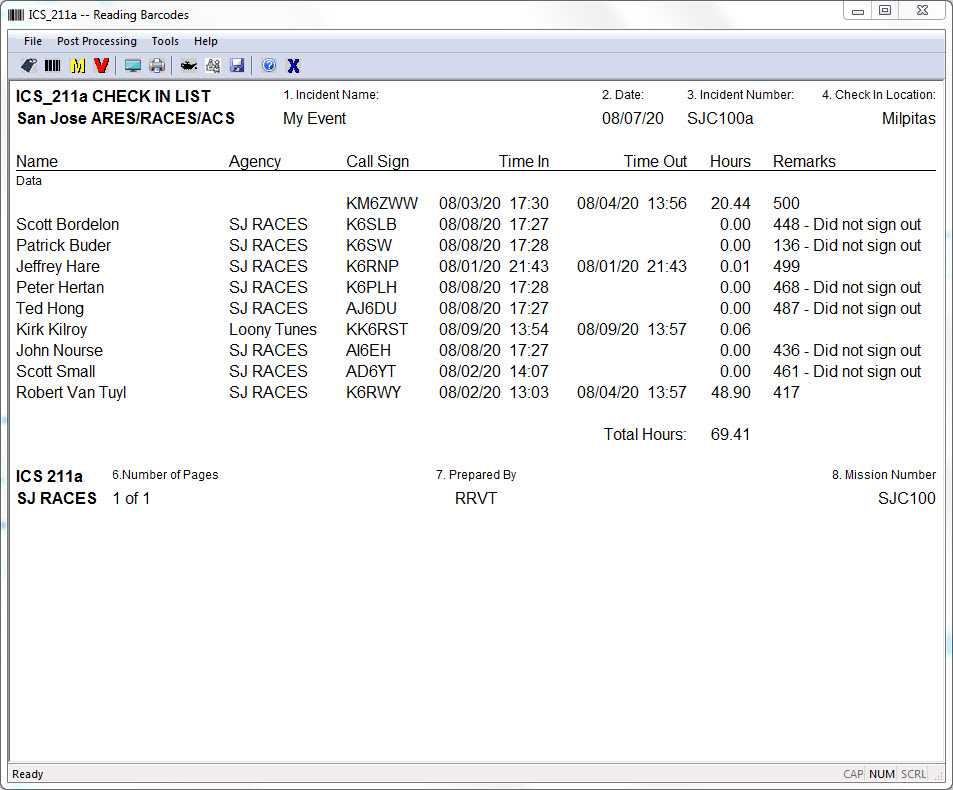 ICS_211a -- Reading Barcodes
File Post Processing Tools Help
ICS_211a CHECK IN LIST 1. Incident Name: 2. Date: 3. Incident Number: 4. Check In Location:
San Jose ARES/RACES/ACS My Event 08/07/20 SJC100a Milpitas
Name Agency Call Sign Time In Time Out Hours Remarks
Data
KM6ZWW 08/03/20 17:30 08/04/20 13:56 20.44 500
Scott Bordelon SJ RACES K6SLB 08/08/20 17:27 0.00 448 - Did not sign out
Patrick Buder SJ RACES K6SW 08/08/20 17:28 0.00 136 - Did not sign out
Jeffrey Hare SJ RACES K6RNP 08/01/20 21:43 08/01/20 21:43 0.01 499
Peter Hertan SJ RACES K6PLH 08/08/20 17:28 0.00 468 - Did not sign out
Ted Hong SJ RACES AJ6DU 08/08/20 17:27 0.00 487 - Did not sign out
Kirk Kilroy Loony Tunes KK6RST 08/09/20 13:54 08/09/20 13:57 0.06
John Nourse SJ RACES AI6EH 08/08/20 17:27 0.00 436 - Did not sign out
Scott Small SJ RACES AD6YT 08/02/20 14:07 0.00 461 - Did not sign out
Robert Van Tuyl SJ RACES K6RWY 08/02/20 13:03 08/04/20 13:57 48.90 417
Total Hours: 69.41
ICS 211a 6.Number of Pages 7. Prepared By 8. Mission Number
SJ RACES 1 of 1 RRVT SJC100
Ready CAP NUM SCRL